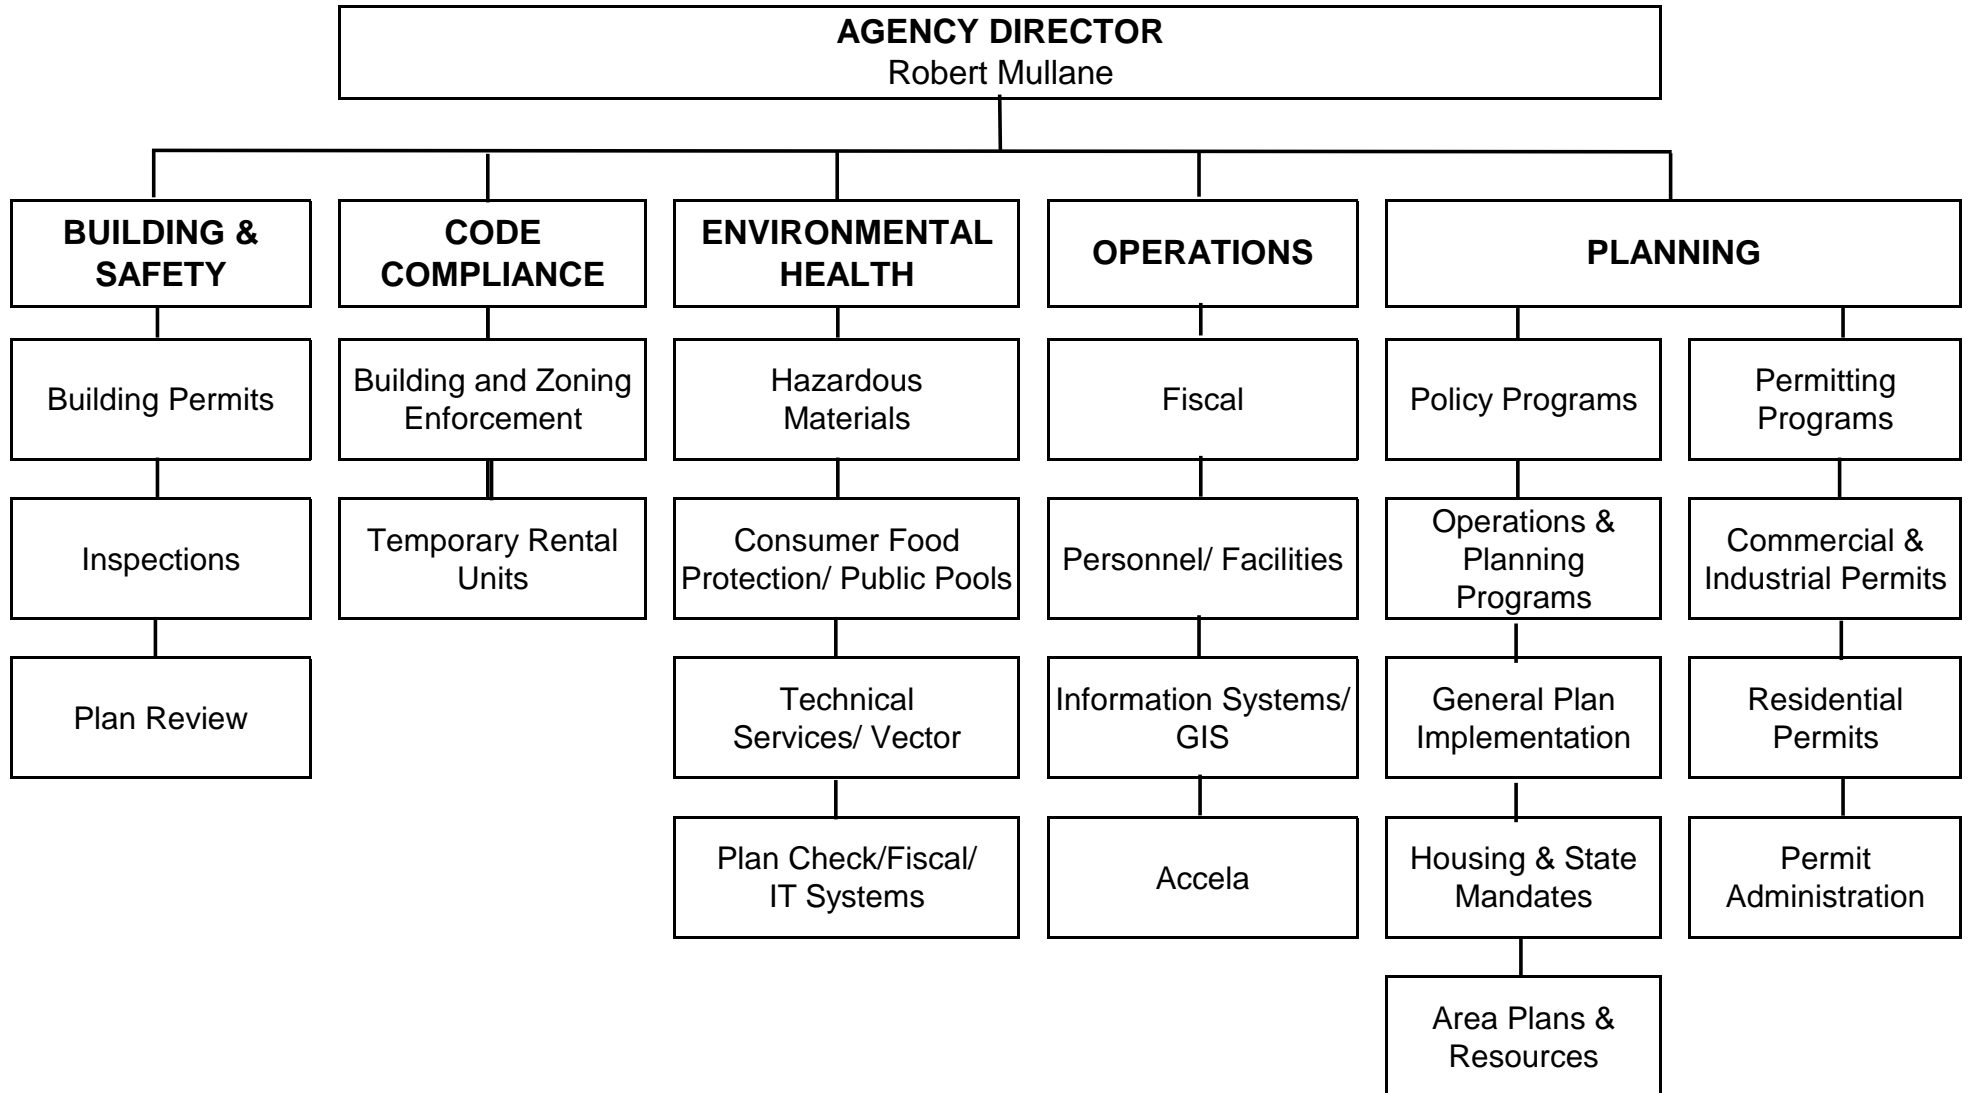 AGENCY DIRECTOR
Robert Mullane
BUILDING &
SAFETY
CODE
COMPLIANCE
ENVIRONMENTAL
HEALTH
OPERATIONS
PLANNING
Building Permits
Building and Zoning
Enforcement
Hazardous
Materials
Fiscal
Policy Programs
Permitting
Programs
Inspections
Temporary Rental
Units
Consumer Food
Protection/ Public Pools
Personnel/ Facilities
Operations &
Planning
Programs
Commercial &
Industrial Permits
Plan Review
Technical
Services/ Vector
Information Systems/
GIS
General Plan
Implementation
Residential
Permits
Plan Check/Fiscal/
IT Systems
Accela
Housing & State
Mandates
Permit
Administration
Area Plans &
Resources